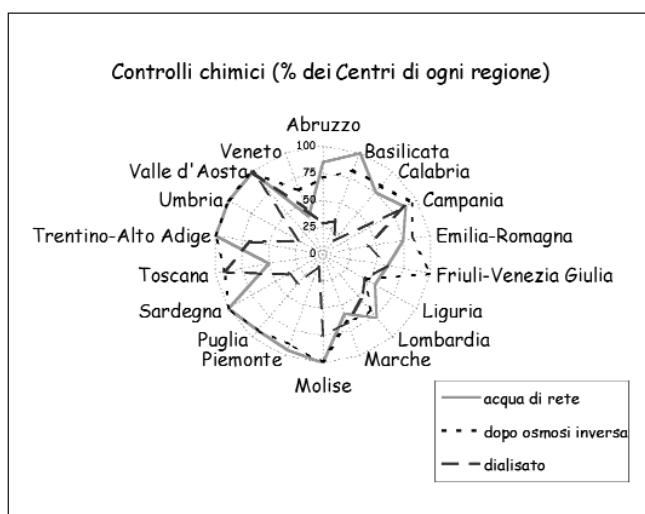 Controlli chimici (% dei Centri di ogni regione)
Abruzzo
Veneto
100
Basilicata
Valle d'Aosta
75
Calabria
Umbria
50
Campania
25
Trentino-Alto Adige
Emilia-Romagna
0
Toscana
Friuli-Venezia Giulia
Sardegna
Liguria
Puglia
Lombardia
Piemonte
Marche
Molise
acqua di rete
dopo osmosi inversa
dialisato